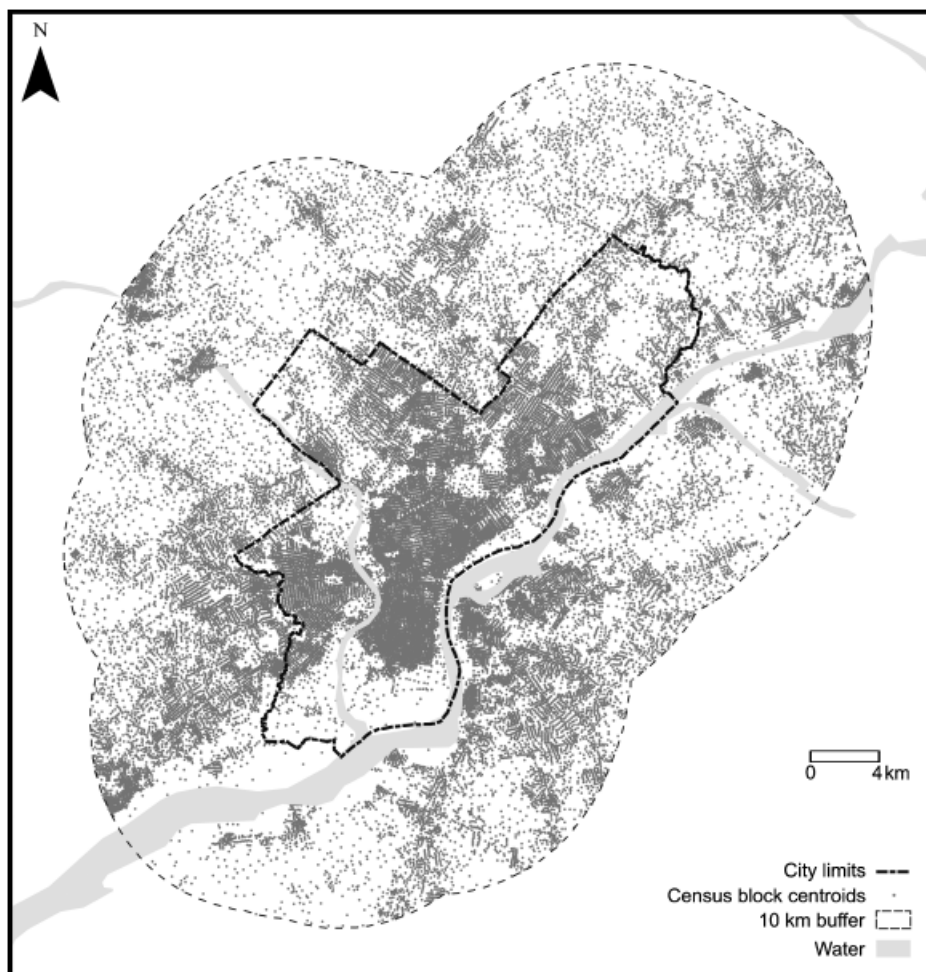 N
0 4 km
City limits
Census block centroids
10 km buffer
Water